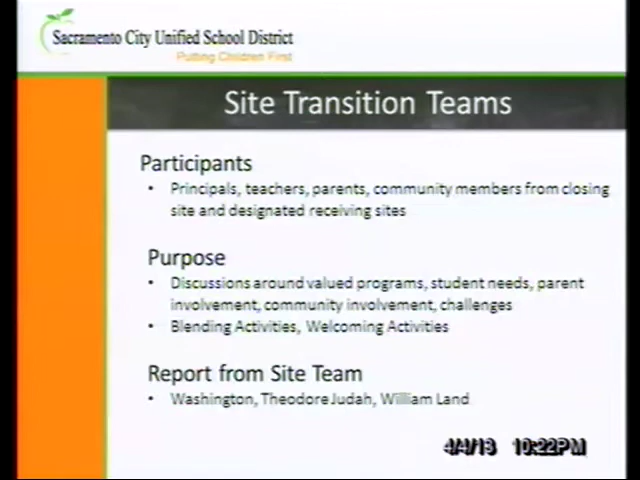 Sacramento City Unified School District
Putting Children First
Site Transition Teams
Participants
• Principals, teachers, parents, community members from closing
site and designated receiving sites
Purpose
• Discussions around valued programs, student needs, parent
involvement, community involvement, challenges
• Blending Activities, Welcoming Activities
Report from Site Team
• Washington, Theodore Judah, William Land
4/4/13 10:22PM